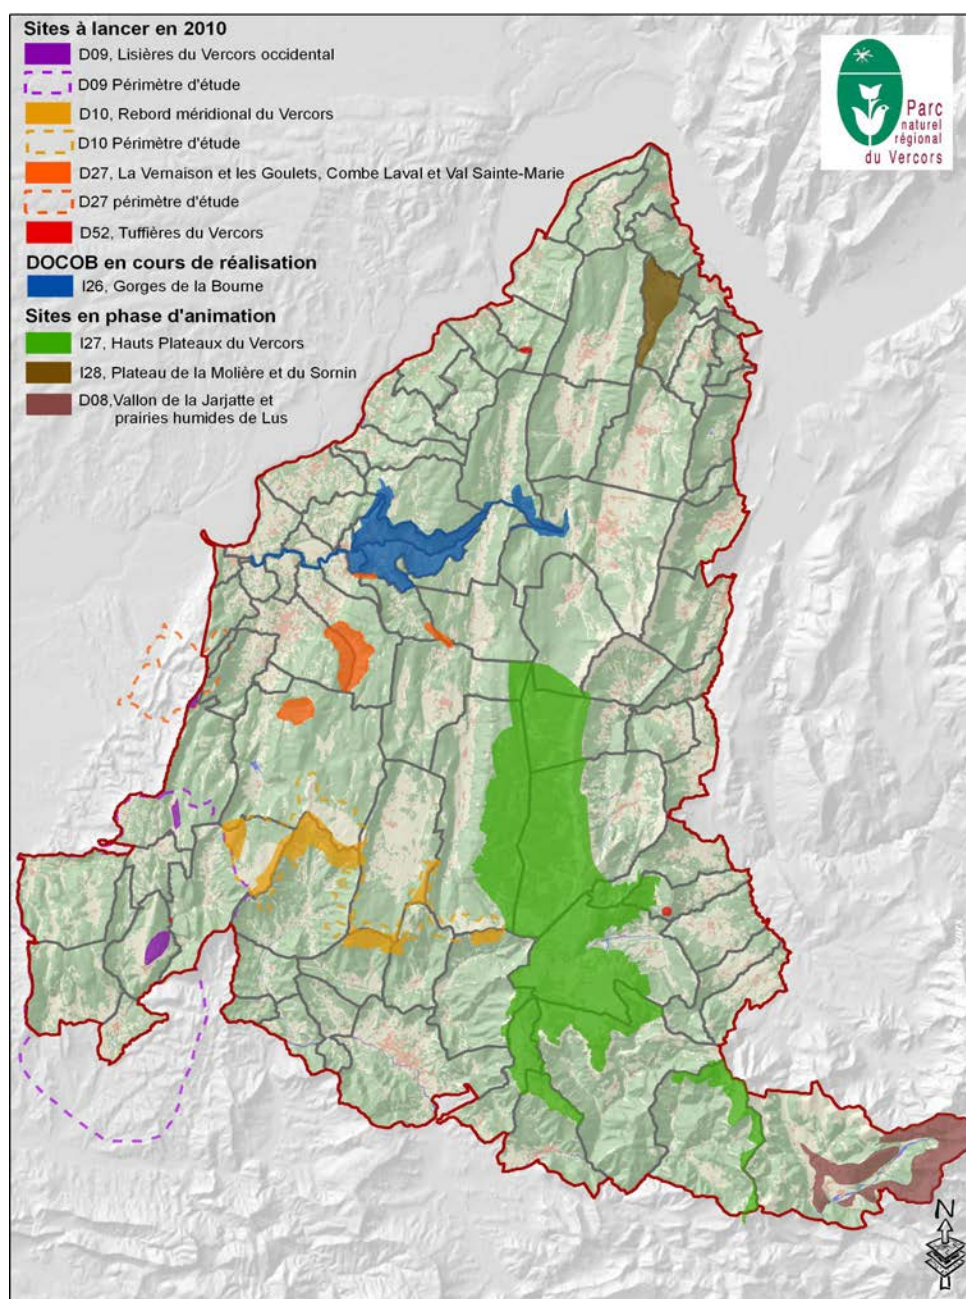 Sites à lancer en 2010
D09, Lisières du Vercors occidental
D09 Périmètre d'étude
D10, Rebord méridional du Vercors
D10 Périmètre d'étude
D27, La Vernaison et les Goulets, Combe Laval et Val Sainte-Marie
D27 périmètre d'étude
D52, Tuffières du Vercors
DOCOB en cours de réalisation
I26, Gorges de la Bourne
Sites en phase d'animation
I27, Hauts Plateaux du Vercors
I28, Plateau de la Molière et du Sornin
D08,Vallon de la Jarjatte et
prairies humides de Lus
Parc
naturel
régional
du Vercors
N